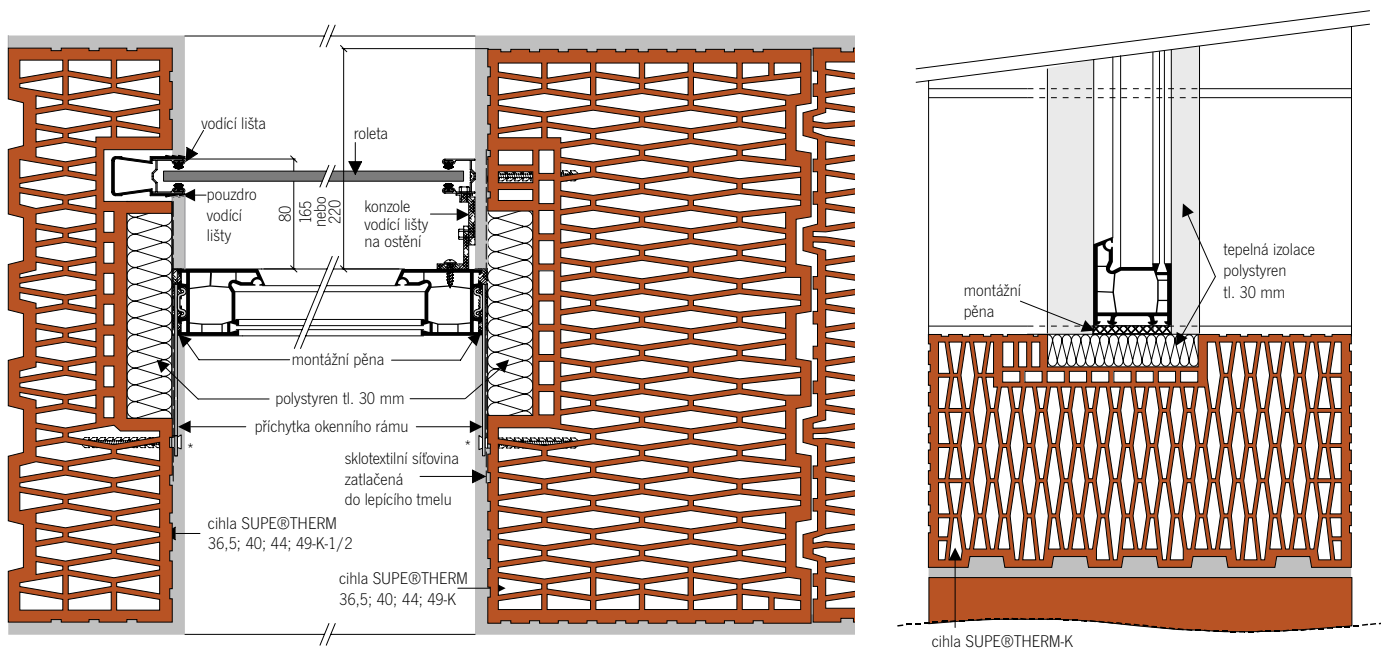 vodící lišta
roleta
pouzdro
vodící
lišty
80
165
nebo
220
konzole
vodící lišty
na ostění
montážní pěna
polystyren tl. 30 mm
příchytka okenního rámu
*
*
sklotextilní síťovina
zatlačená
do lepícího tmelu
cihla SUPE®THERM
36,5; 40; 44; 49-K-1/2
cihla SUPE®THERM
36,5; 40; 44; 49-K
tepelná izolace
polystyren
tl. 30 mm
montážní
pěna
cihla SUPE®THERM-K